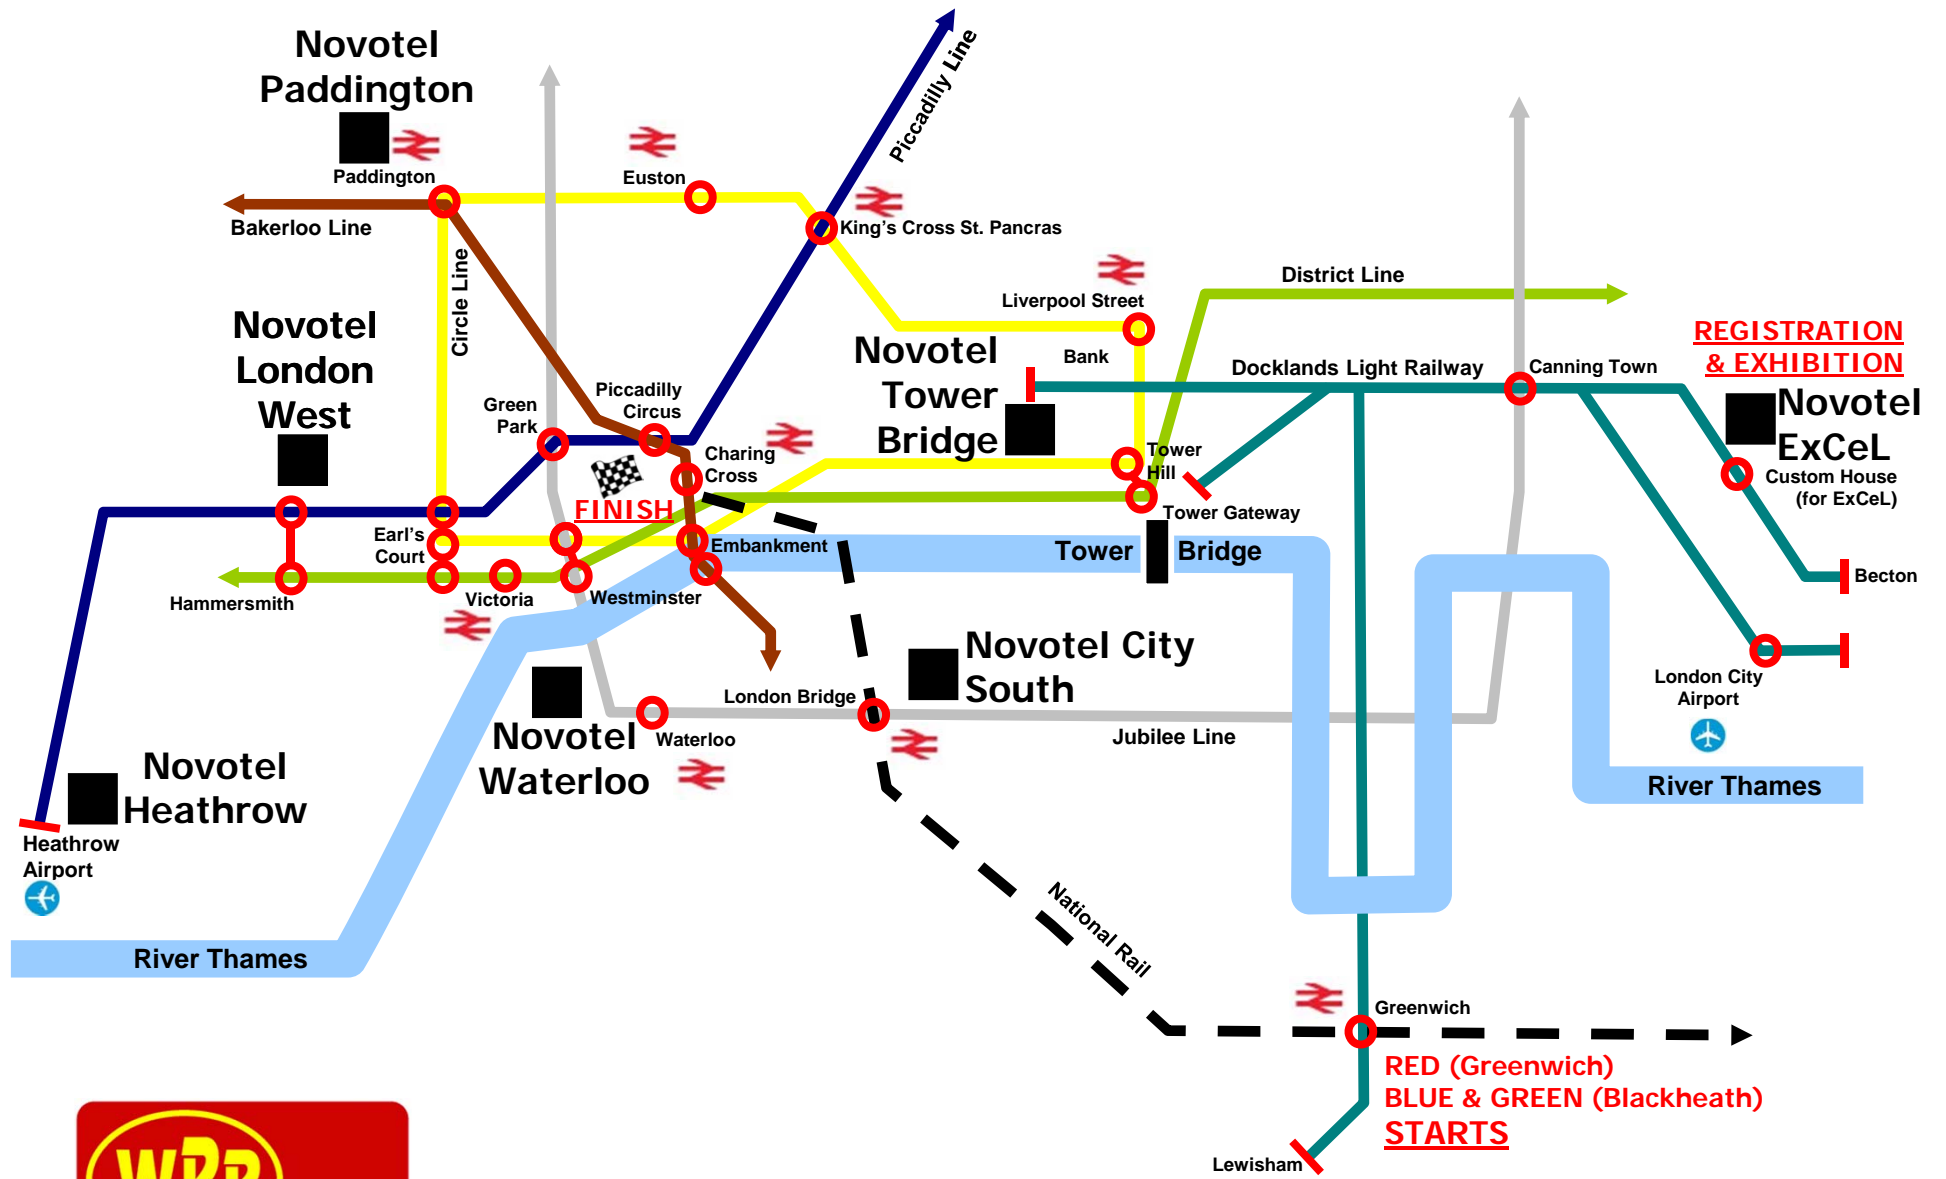 Novotel
Paddington
Paddington
Bakerloo Line
Circle Line
Euston
Piccadilly Line
King's Cross St. Pancras
Liverpool Street
Bank
District Line
Docklands Light Railway
Canning Town
REGISTRATION
& EXHIBITION
Novotel
ExCeL
Custom House
(for ExCeL)
Novotel
London
West
Green
Park
Piccadilly
Circus
Charing
Cross
Novotel
Tower
Bridge
Tower
Hill
Tower Gateway
FINISH
Earl's
Court
Embankment
Tower
Bridge
Hammersmith
Victoria
Westminster
Becton
London City
Airport
Novotel City
South
London Bridge
Waterloo
Novotel
Waterloo
Jubilee Line
River Thames
Novotel
Heathrow
Heathrow
Airport
River Thames
National Rail
Greenwich
RED (Greenwich)
BLUE & GREEN (Blackheath)
STARTS
Lewisham